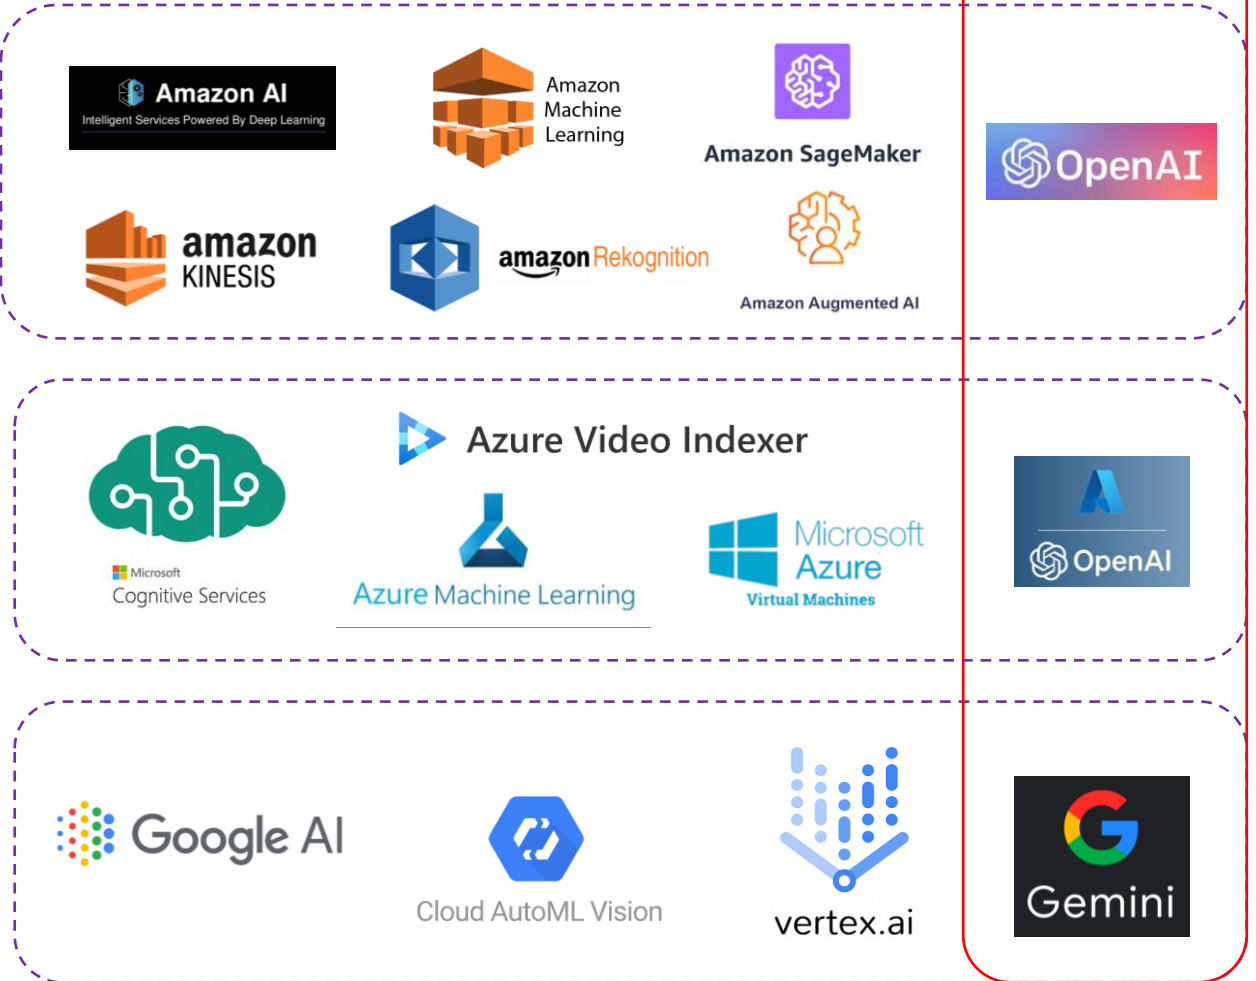 Amazon AI
Intelligent Services Powered By Deep Learning
Amazon
Machine
Learning
Amazon SageMaker
OpenAI
amazon
KINESIS
amazon Rekognition
Amazon Augmented AI
Azure Video Indexer
Microsoft
Cognitive Services
Azure Machine Learning
Microsoft
Azure
Virtual Machines
OpenAI
Google AI
Cloud AutoML Vision
vertex.ai
Gemini